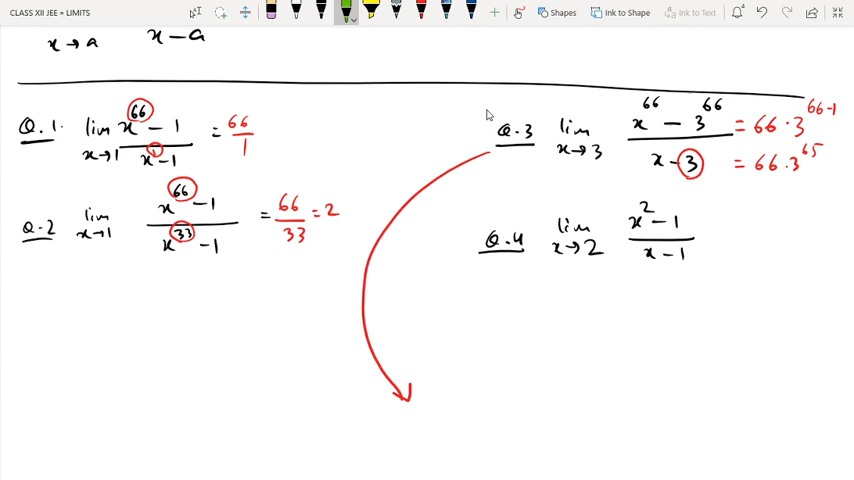 CLASS XII JEE » LIMITS
Shapes
Ink to Shape
Ink to Text
Share
x→a x-a
Q.1. lim x→1 (x^66 - 1)/(x^1 - 1) = 66/1
Q-2 lim x→1 (x^66 - 1)/(x^33 - 1) = 66/33 = 2
Q-3 lim x→3 (x^66 - 3^66)/(x - 3) = 66·3^66-1
= 66·3^65
Q.4 lim x→2 (x^2 - 1)/(x - 1)